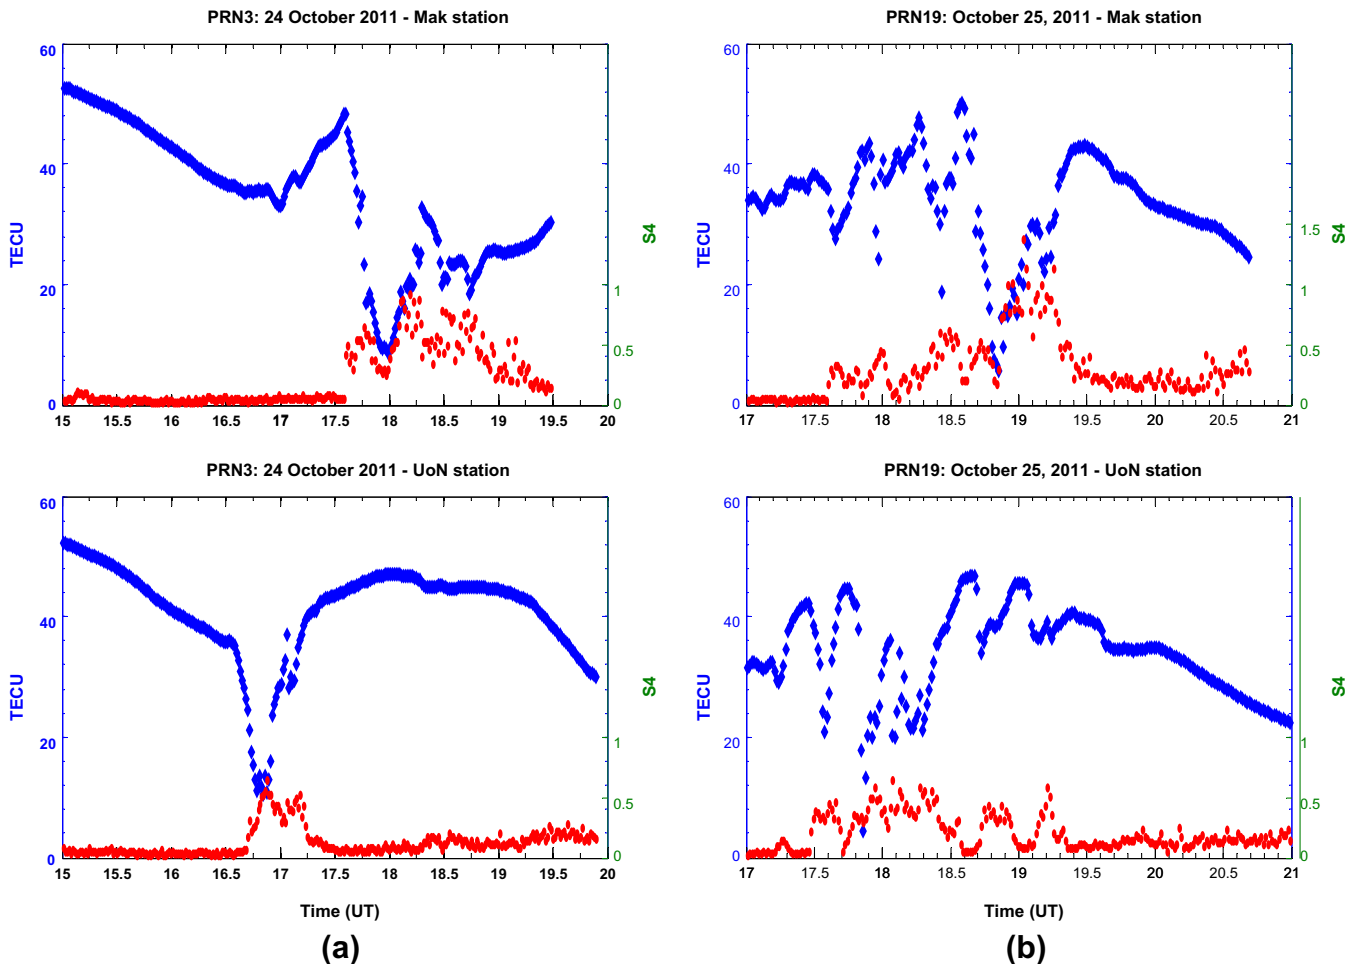 PRN3: 24 October 2011 - Mak station
60
40
20
0
TECU
1.5
1
0.5
0
S4
15 15.5 16 16.5 17 17.5 18 18.5 19 19.5 20
PRN19: October 25, 2011 - Mak station
60
40
20
0
TECU
1.5
1
0.5
0
S4
17 17.5 18 18.5 19 19.5 20 20.5 21
PRN3: 24 October 2011 - UoN station
60
40
20
0
TECU
1
0.5
0
S4
15 15.5 16 16.5 17 17.5 18 18.5 19 19.5 20
Time (UT)
(a)
PRN19: October 25, 2011 - UoN station
60
40
20
0
TECU
1
0.5
0
S4
17 17.5 18 18.5 19 19.5 20 20.5 21
Time (UT)
(b)